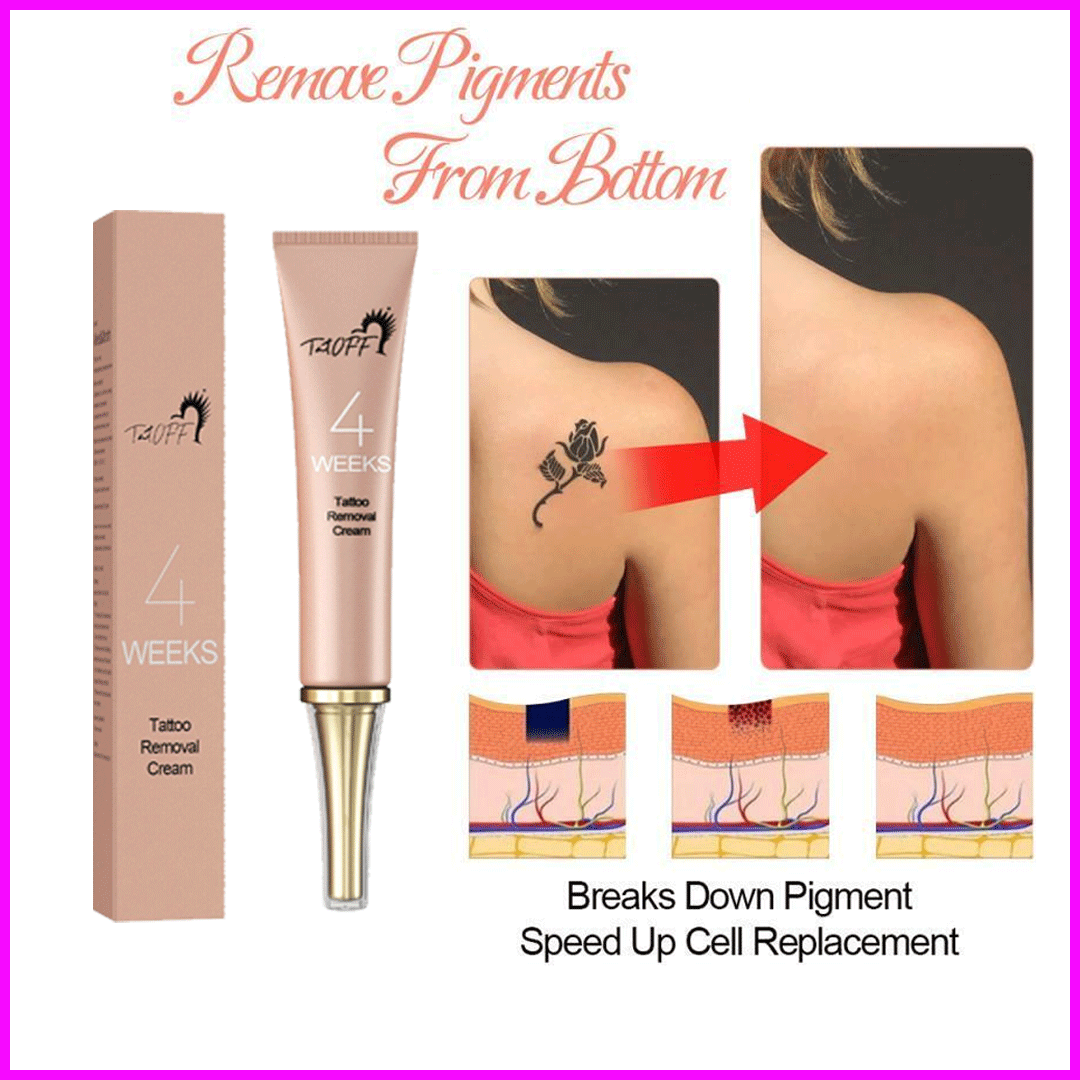 Remove Pigments
From Bottom
TAOFF
4
WEEKS
Tattoo
Removal
Cream
TAOFF
4
WEEKS
Tattoo
Removal
Cream
Breaks Down Pigment
Speed Up Cell Replacement